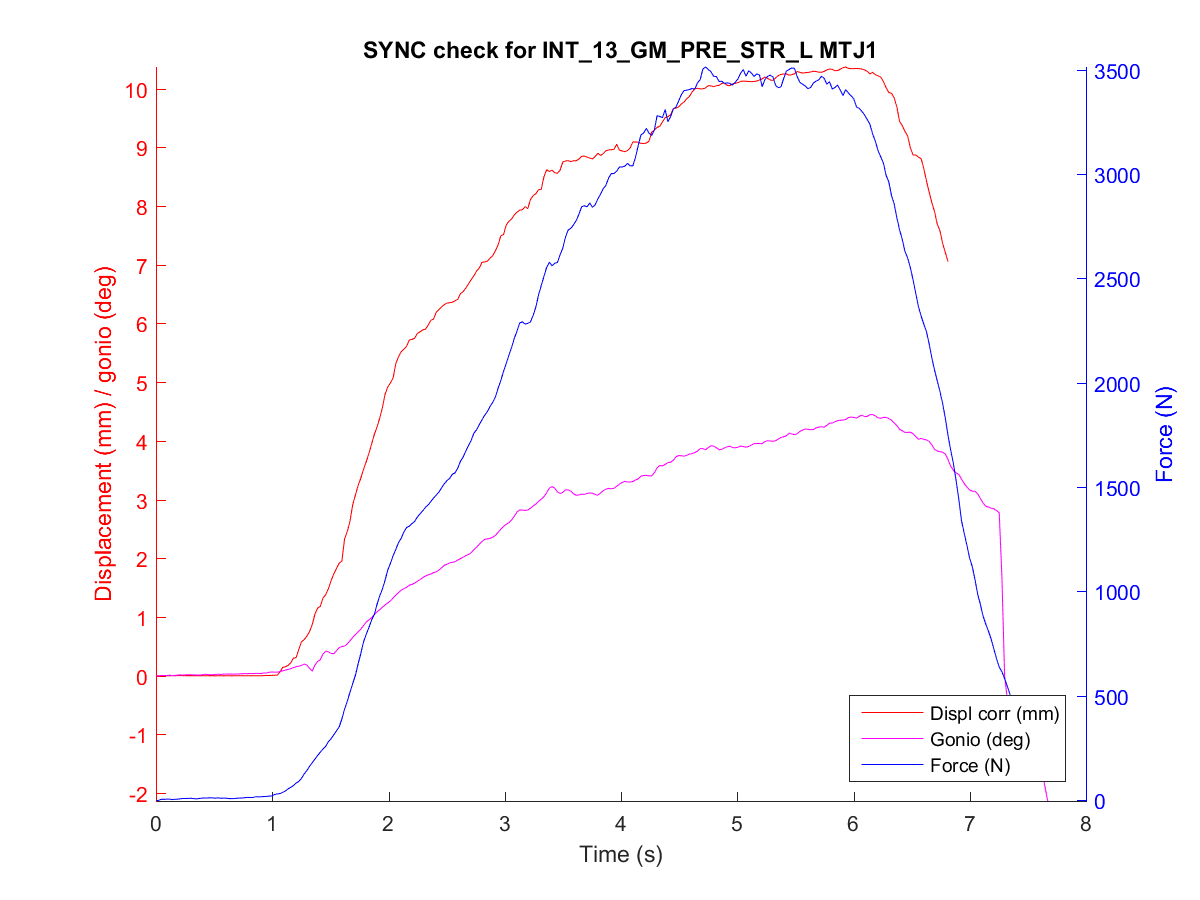 SYNC check for INT_13_GM_PRE_STR_L MTJ1
10
9
8
7
6
5
4
3
2
1
0
-1
-2
Displacement (mm) / gonio (deg)
3500
3000
2500
2000
1500
1000
500
0
Force (N)
Displ corr (mm)
Gonio (deg)
Force (N)
0 1 2 3 4 5 6 7 8
Time (s)